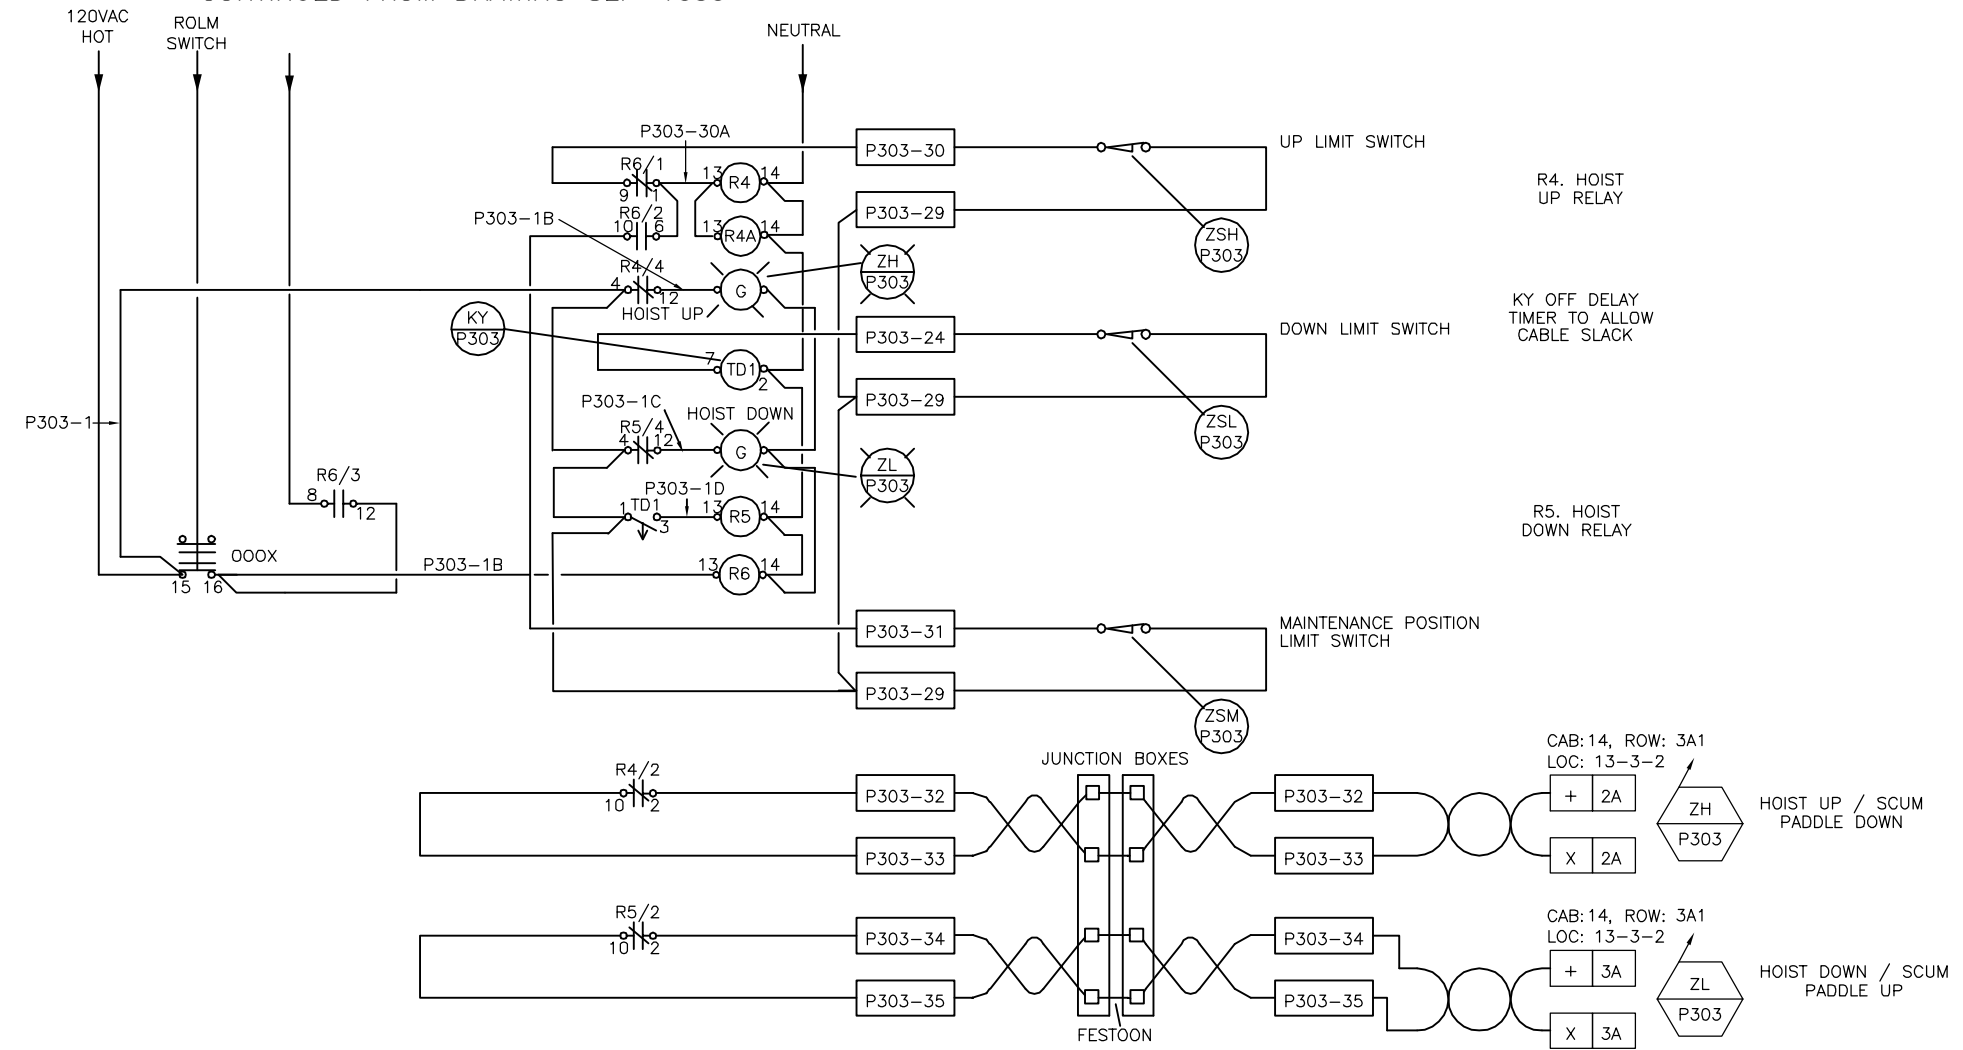 120VAC
HOT
ROLM
SWITCH
NEUTRAL
P303-30A
P303-30
UP LIMIT SWITCH
R6/1
9 1
13 R4 14
R4. HOIST
UP RELAY
P303-29
P303-1B
R6/2
10 6
13 R4A 14
ZSH
P303
R4/4
4 12
G
HOIST UP
ZH
P303
KY
P303
P303-24
DOWN LIMIT SWITCH
KY OFF DELAY
TIMER TO ALLOW
CABLE SLACK
7 TD1 2
P303-29
P303-1C
HOIST DOWN
P303-1
R5/4
4 12
G
ZSL
P303
ZL
P303
R6/3
8 12
P303-1D
1 TD1 3
13 R5 14
R5. HOIST
DOWN RELAY
000X
15 16
P303-1B
13 R6 14
P303-31
MAINTENANCE POSITION
LIMIT SWITCH
P303-29
ZSM
P303
JUNCTION BOXES
CAB:14, ROW: 3A1
LOC: 13-3-2
R4/2
10 2
P303-32
P303-32
+ 2A
ZH
P303
HOIST UP / SCUM
PADDLE DOWN
P303-33
P303-33
X 2A
CAB:14, ROW: 3A1
LOC: 13-3-2
R5/2
10 2
P303-34
P303-34
+ 3A
ZL
P303
HOIST DOWN / SCUM
PADDLE UP
P303-35
P303-35
X 3A
FESTOON